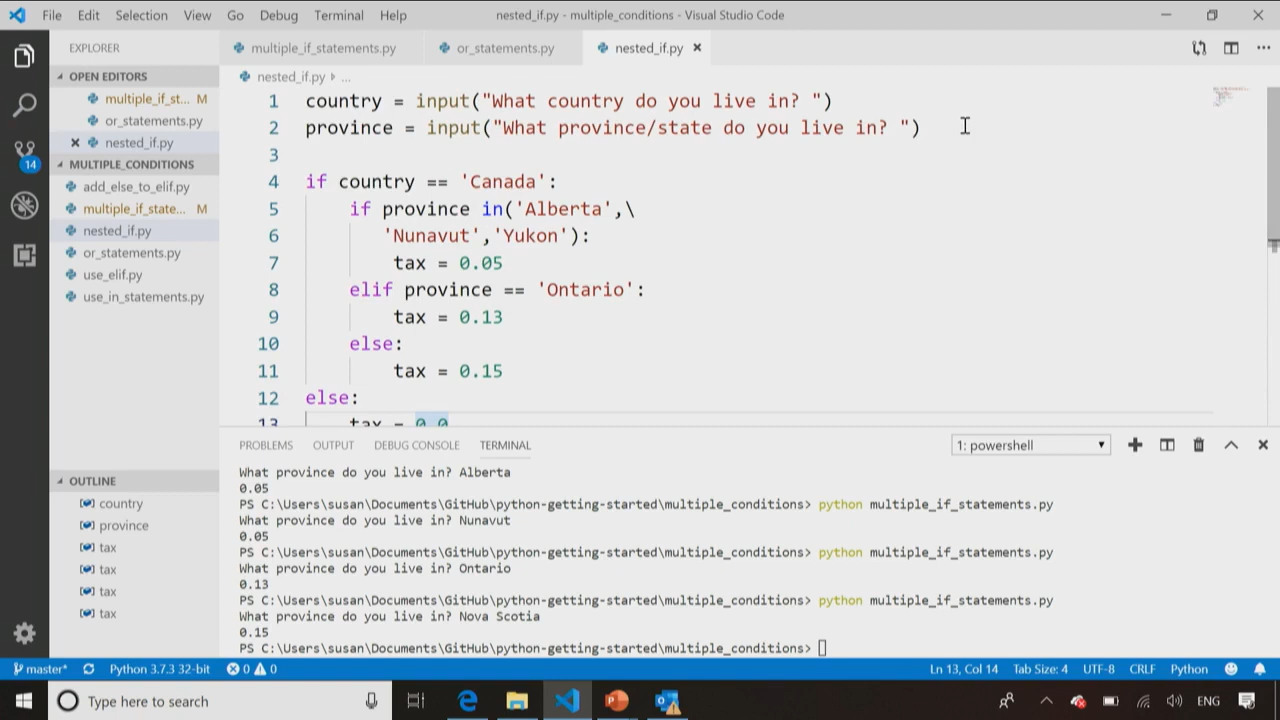 File Edit Selection View Go Debug Terminal Help nested_if.py - multiple_conditions - Visual Studio Code
EXPLORER
OPEN EDITORS
multiple_if_st... M
or_statements.py
nested_if.py
MULTIPLE_CONDITIONS
add_else_to_elif.py
multiple_if_state... M
nested_if.py
or_statements.py
use_elif.py
use_in_statements.py
OUTLINE
country
province
tax
tax
tax
tax
14
multiple_if_statements.py or_statements.py nested_if.py
nested_if.py ...
1 country = input("What country do you live in? ")
2 province = input("What province/state do you live in? ")
3
4 if country == 'Canada':
5 if province in('Alberta',\
6 'Nunavut','Yukon'):
7 tax = 0.05
8 elif province == 'Ontario':
9 tax = 0.13
10 else:
11 tax = 0.15
12 else:
13 tax = 0.0
PROBLEMS OUTPUT DEBUG CONSOLE TERMINAL 1: powershell
What province do you live in? Alberta
0.05
PS C:\Users\susan\Documents\GitHub\python-getting-started\multiple_conditions> python multiple_if_statements.py
What province do you live in? Nunavut
0.05
PS C:\Users\susan\Documents\GitHub\python-getting-started\multiple_conditions> python multiple_if_statements.py
What province do you live in? Ontario
0.13
PS C:\Users\susan\Documents\GitHub\python-getting-started\multiple_conditions> python multiple_if_statements.py
What province do you live in? Nova Scotia
0.15
PS C:\Users\susan\Documents\GitHub\python-getting-started\multiple_conditions>
master* Python 3.7.3 32-bit 0 0 Ln 13, Col 14 Tab Size: 4 UTF-8 CRLF Python
Type here to search ENG